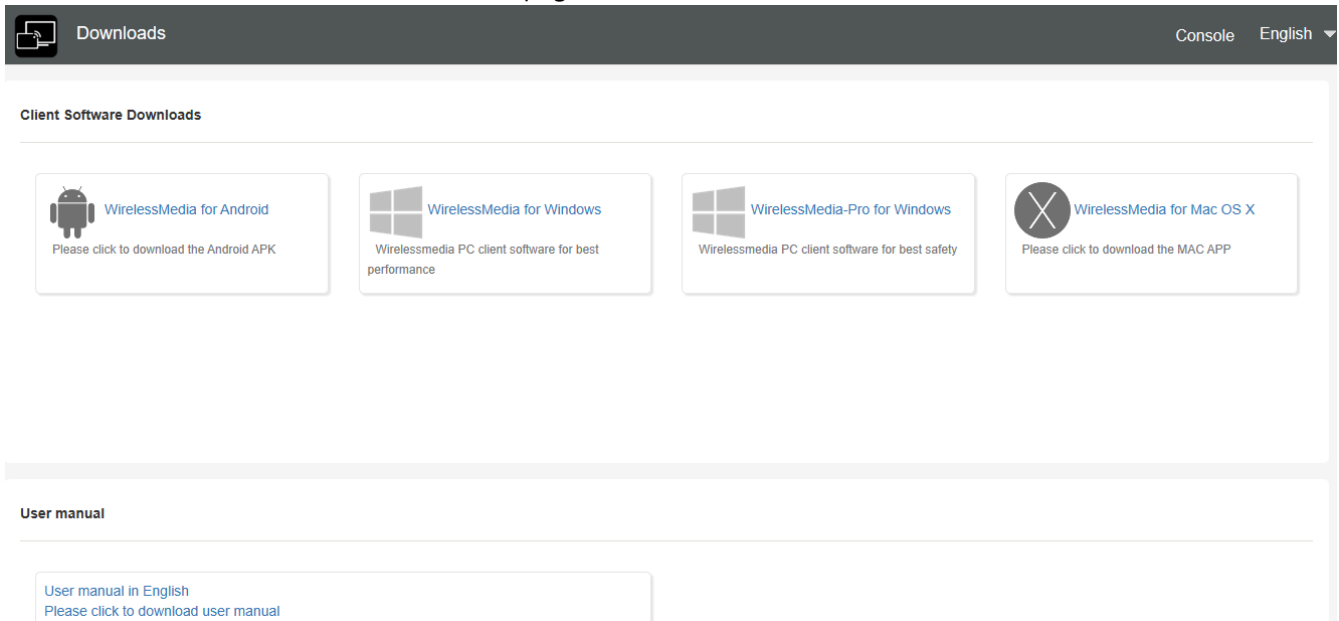 Downloads
Console English
Client Software Downloads
WirelessMedia for Android
Please click to download the Android APK
WirelessMedia for Windows
Wirelessmedia PC client software for best
performance
WirelessMedia-Pro for Windows
Wirelessmedia PC client software for best safety
WirelessMedia for Mac OS X
Please click to download the MAC APP
User manual
User manual in English
Please click to download user manual